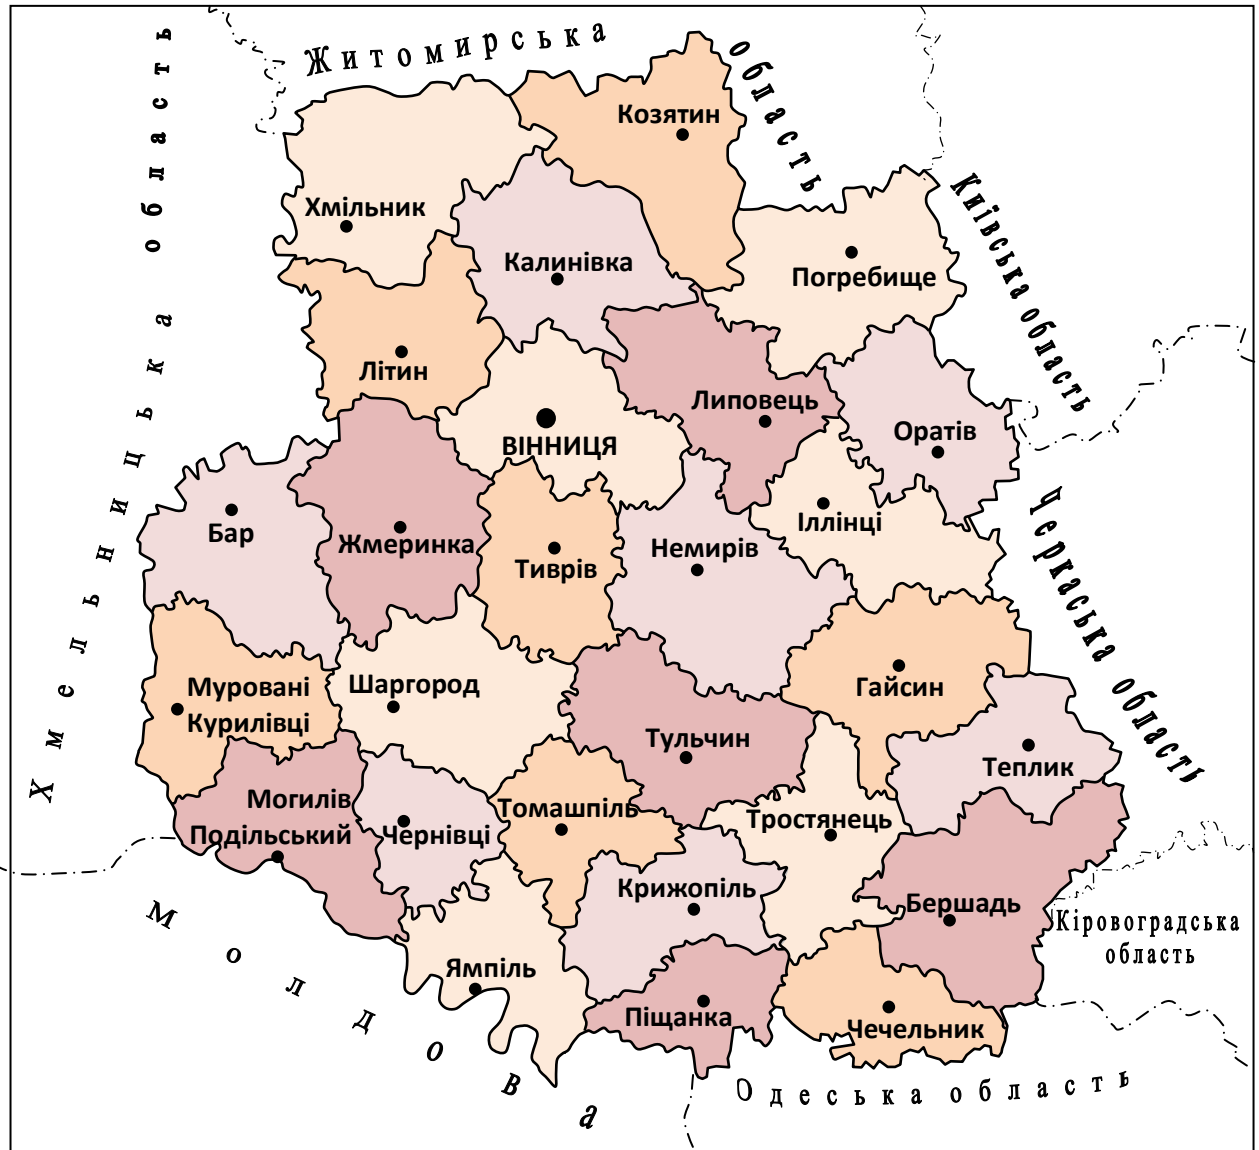 Житомирська область
Хмельницька область
Київська область
Козятин
Хмільник
Калинівка
Погребище
Літин
Липовець
Оратів
ВІННИЦЯ
Бар
Жмеринка
Тиврів
Немирів
Іллінці
Черкаська область
Муровані
Курилівці
Шаргород
Гайсин
Тульчин
Теплик
Могилів
Подільський
Чернівці
Томашпіль
Тростянець
Крижопіль
Бершадь
Кіровоградська
область
Ямпіль
Піщанка
Чечельник
Молдова
Одеська область